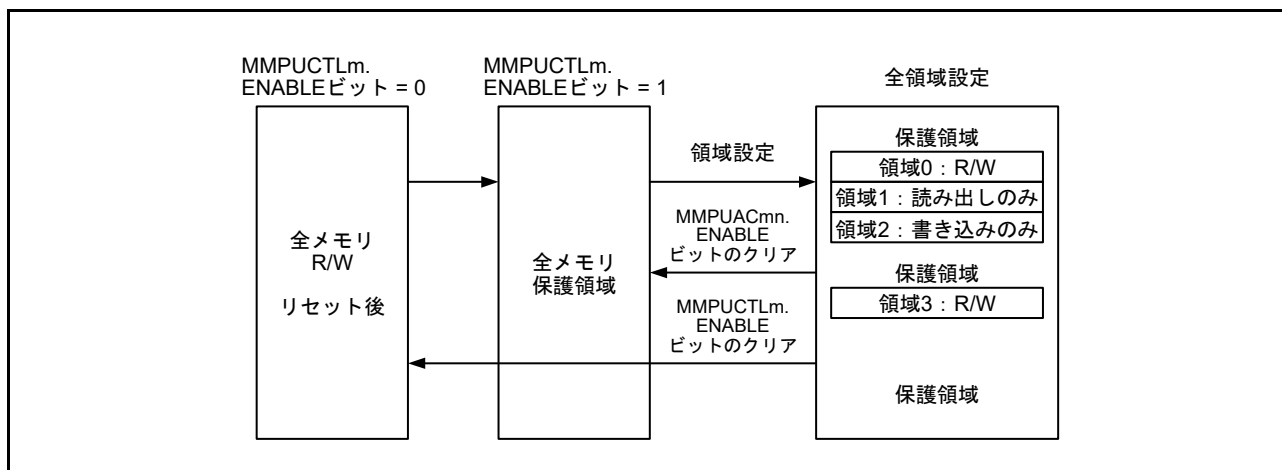 MMPUCTLm.
ENABLEビット = 0
MMPUCTLm.
ENABLEビット = 1
全領域設定
全メモリ
R/W
リセット後
全メモリ
保護領域
領域設定
MMPUACmn.
ENABLE
ビットのクリア
MMPUCTLm.
ENABLE
ビットのクリア
保護領域
領域0：R/W
領域1：読み出しのみ
領域2：書き込みのみ
保護領域
領域3：R/W
保護領域